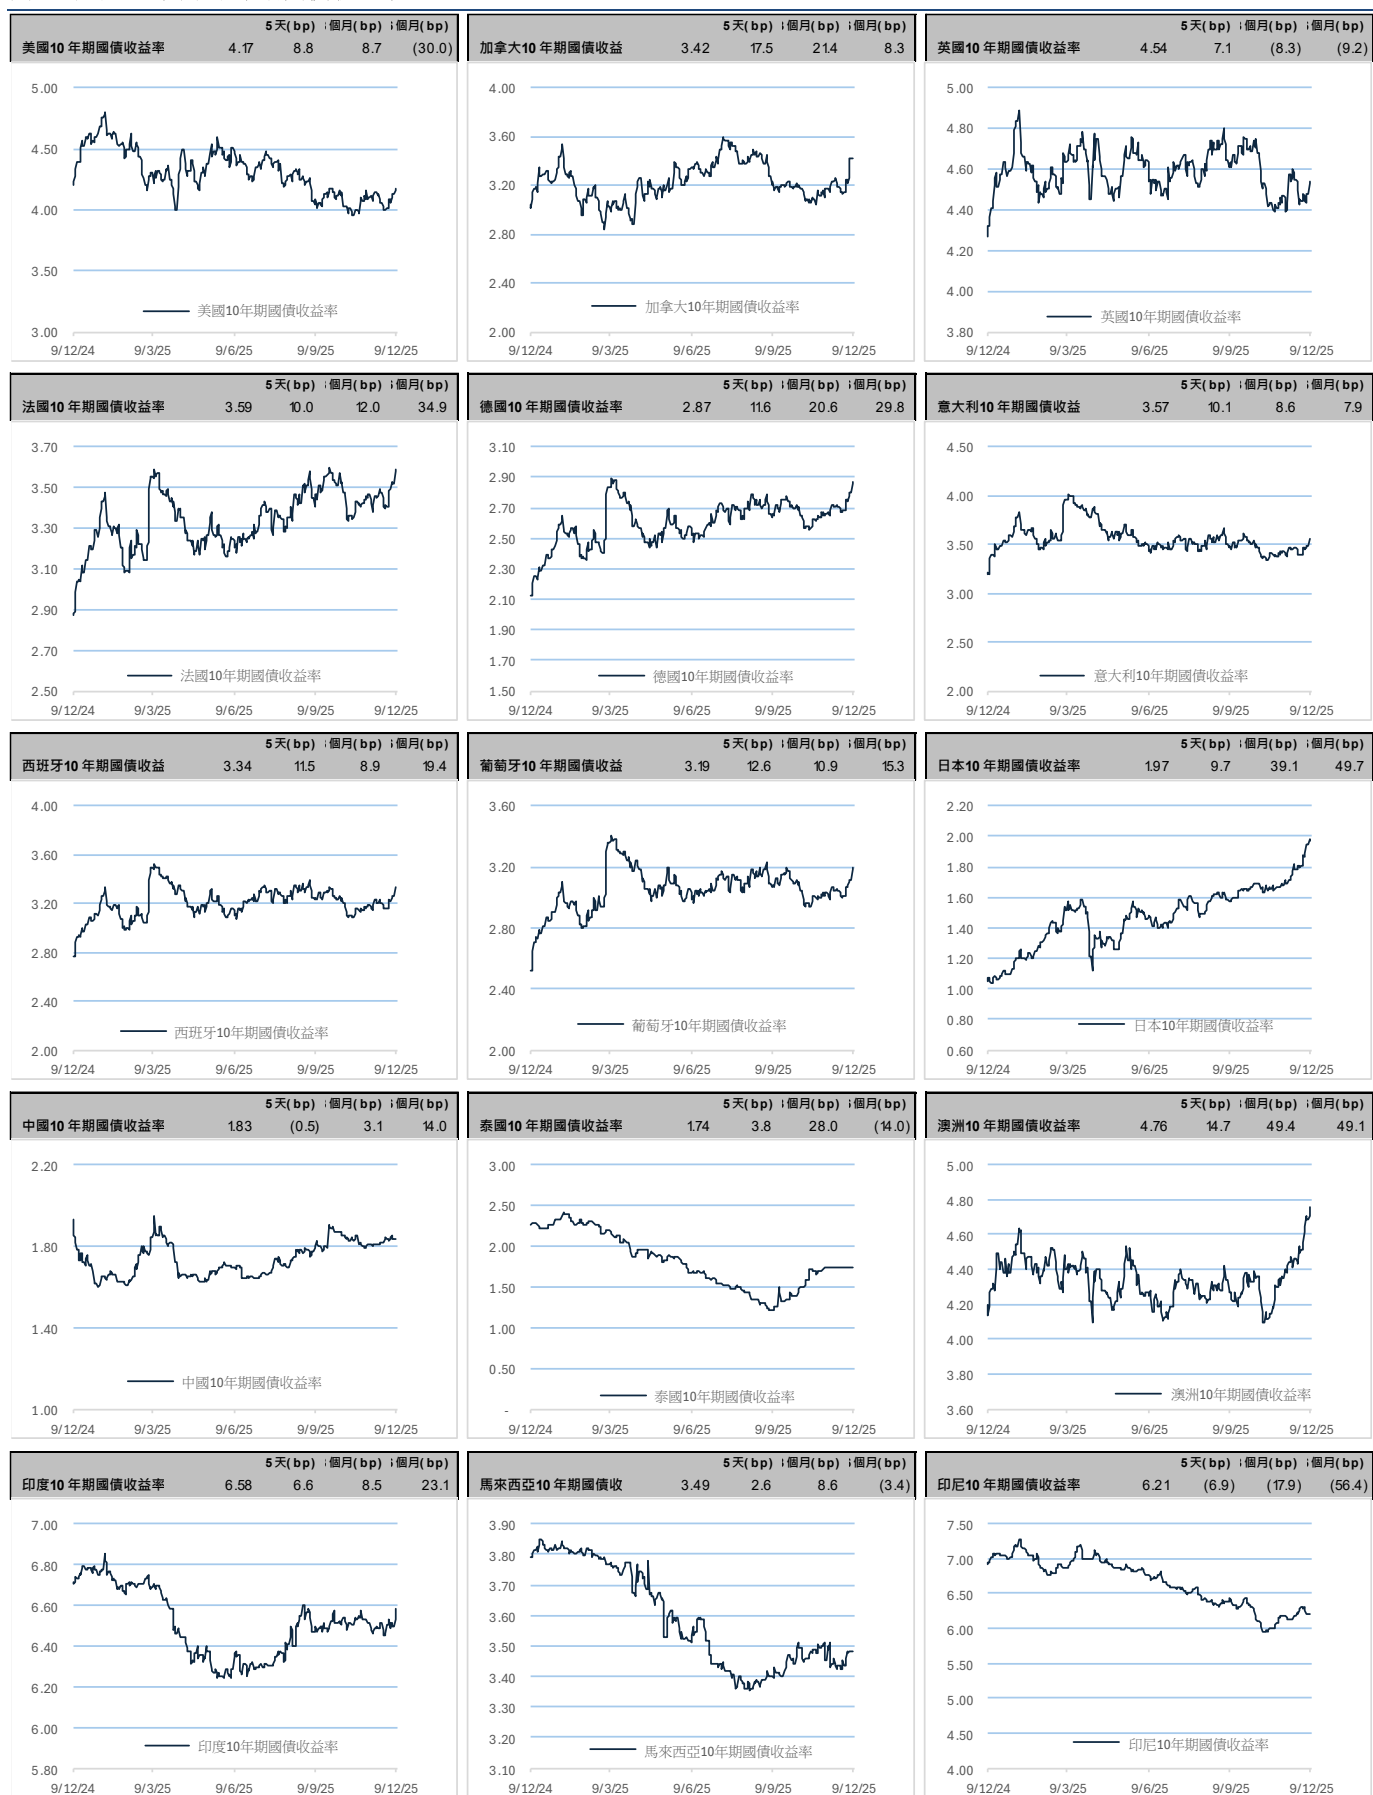 5天(bp) 個月(bp) 個月(bp)
美國10 年期國債收益率 4.17 8.8 8.7 (30.0)
5.00
4.50
4.00
3.50
3.00
美國10年期國債收益率
9/12/24 9/3/25 9/6/25 9/9/25 9/12/25
5天(bp) 個月(bp) 個月(bp)
加拿大10 年期國債收益 3.42 17.5 21.4 8.3
4.00
3.60
3.20
2.80
2.40
2.00
加拿大10年期國債收益率
9/12/24 9/3/25 9/6/25 9/9/25 9/12/25
5天(bp) 個月(bp) 個月(bp)
英國10 年期國債收益率 4.54 7.1 (8.3) (9.2)
5.00
4.80
4.60
4.40
4.20
4.00
3.80
英國10年期國債收益率
9/12/24 9/3/25 9/6/25 9/9/25 9/12/25
5天(bp) 個月(bp) 個月(bp)
法國10 年期國債收益率 3.59 10.0 12.0 34.9
3.70
3.50
3.30
3.10
2.90
2.70
2.50
法國10年期國債收益率
9/12/24 9/3/25 9/6/25 9/9/25 9/12/25
5天(bp) 個月(bp) 個月(bp)
德國10 年期國債收益率 2.87 11.6 20.6 29.8
3.10
2.90
2.70
2.50
2.30
2.10
1.90
1.70
1.50
德國10年期國債收益率
9/12/24 9/3/25 9/6/25 9/9/25 9/12/25
5天(bp) 個月(bp) 個月(bp)
意大利10 年期國債收益 3.57 10.1 8.6 7.9
4.50
4.00
3.50
3.00
2.50
2.00
意大利10年期國債收益率
9/12/24 9/3/25 9/6/25 9/9/25 9/12/25
5天(bp) 個月(bp) 個月(bp)
西班牙10 年期國債收益 3.34 11.5 8.9 19.4
4.00
3.60
3.20
2.80
2.40
2.00
西班牙10年期國債收益率
9/12/24 9/3/25 9/6/25 9/9/25 9/12/25
5天(bp) 個月(bp) 個月(bp)
葡萄牙10 年期國債收益 3.19 12.6 10.9 15.3
3.60
3.20
2.80
2.40
2.00
葡萄牙10年期國債收益率
9/12/24 9/3/25 9/6/25 9/9/25 9/12/25
5天(bp) 個月(bp) 個月(bp)
日本10 年期國債收益率 1.97 9.7 39.1 49.7
2.20
2.00
1.80
1.60
1.40
1.20
1.00
0.80
0.60
日本10年期國債收益率
9/12/24 9/3/25 9/6/25 9/9/25 9/12/25
5天(bp) 個月(bp) 個月(bp)
中國10 年期國債收益率 1.83 (0.5) 3.1 14.0
2.20
1.80
1.40
1.00
中國10年期國債收益率
9/12/24 9/3/25 9/6/25 9/9/25 9/12/25
5天(bp) 個月(bp) 個月(bp)
泰國10 年期國債收益率 1.74 3.8 28.0 (14.0)
3.00
2.50
2.00
1.50
1.00
0.50
-
泰國10年期國債收益率
9/12/24 9/3/25 9/6/25 9/9/25 9/12/25
5天(bp) 個月(bp) 個月(bp)
澳洲10 年期國債收益率 4.76 14.7 49.4 49.1
5.00
4.80
4.60
4.40
4.20
4.00
3.80
3.60
澳洲10年期國債收益率
9/12/24 9/3/25 9/6/25 9/9/25 9/12/25
5天(bp) 個月(bp) 個月(bp)
印度10 年期國債收益率 6.58 6.6 8.5 23.1
7.00
6.80
6.60
6.40
6.20
6.00
5.80
印度10年期國債收益率
9/12/24 9/3/25 9/6/25 9/9/25 9/12/25
5天(bp) 個月(bp) 個月(bp)
馬來西亞10 年期國債收 3.49 2.6 8.6 (3.4)
3.90
3.80
3.70
3.60
3.50
3.40
3.30
3.20
3.10
馬來西亞10年期國債收益率
9/12/24 9/3/25 9/6/25 9/9/25 9/12/25
5天(bp) 個月(bp) 個月(bp)
印尼10 年期國債收益率 6.21 (6.9) (17.9) (56.4)
7.50
7.00
6.50
6.00
5.50
5.00
4.50
4.00
印尼10年期國債收益率
9/12/24 9/3/25 9/6/25 9/9/25 9/12/25